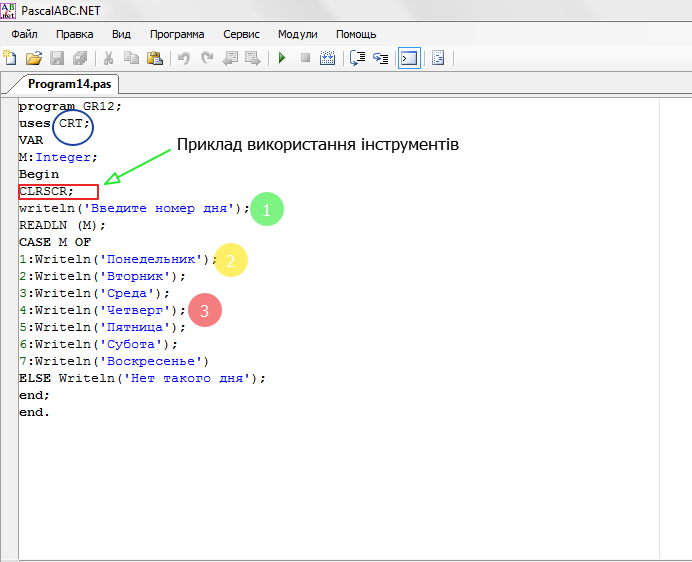 PascalABC.NET
Файл Правка Вид Программа Сервис Модули Помощь
Program14.pas
program GR12;
uses CRT;
VAR
Приклад використання інструментів
M:Integer;
Begin
CLRSCR;
writeln('Введите номер дня'); 1
READLN (M);
CASE M OF
1:Writeln('Понедельник'); 2
2:Writeln('Вторник');
3:Writeln('Среда');
4:Writeln('Четверг'); 3
5:Writeln('Пятница');
6:Writeln('Субота');
7:Writeln('Воскресенье')
ELSE Writeln('Нет такого дня');
end;
end.